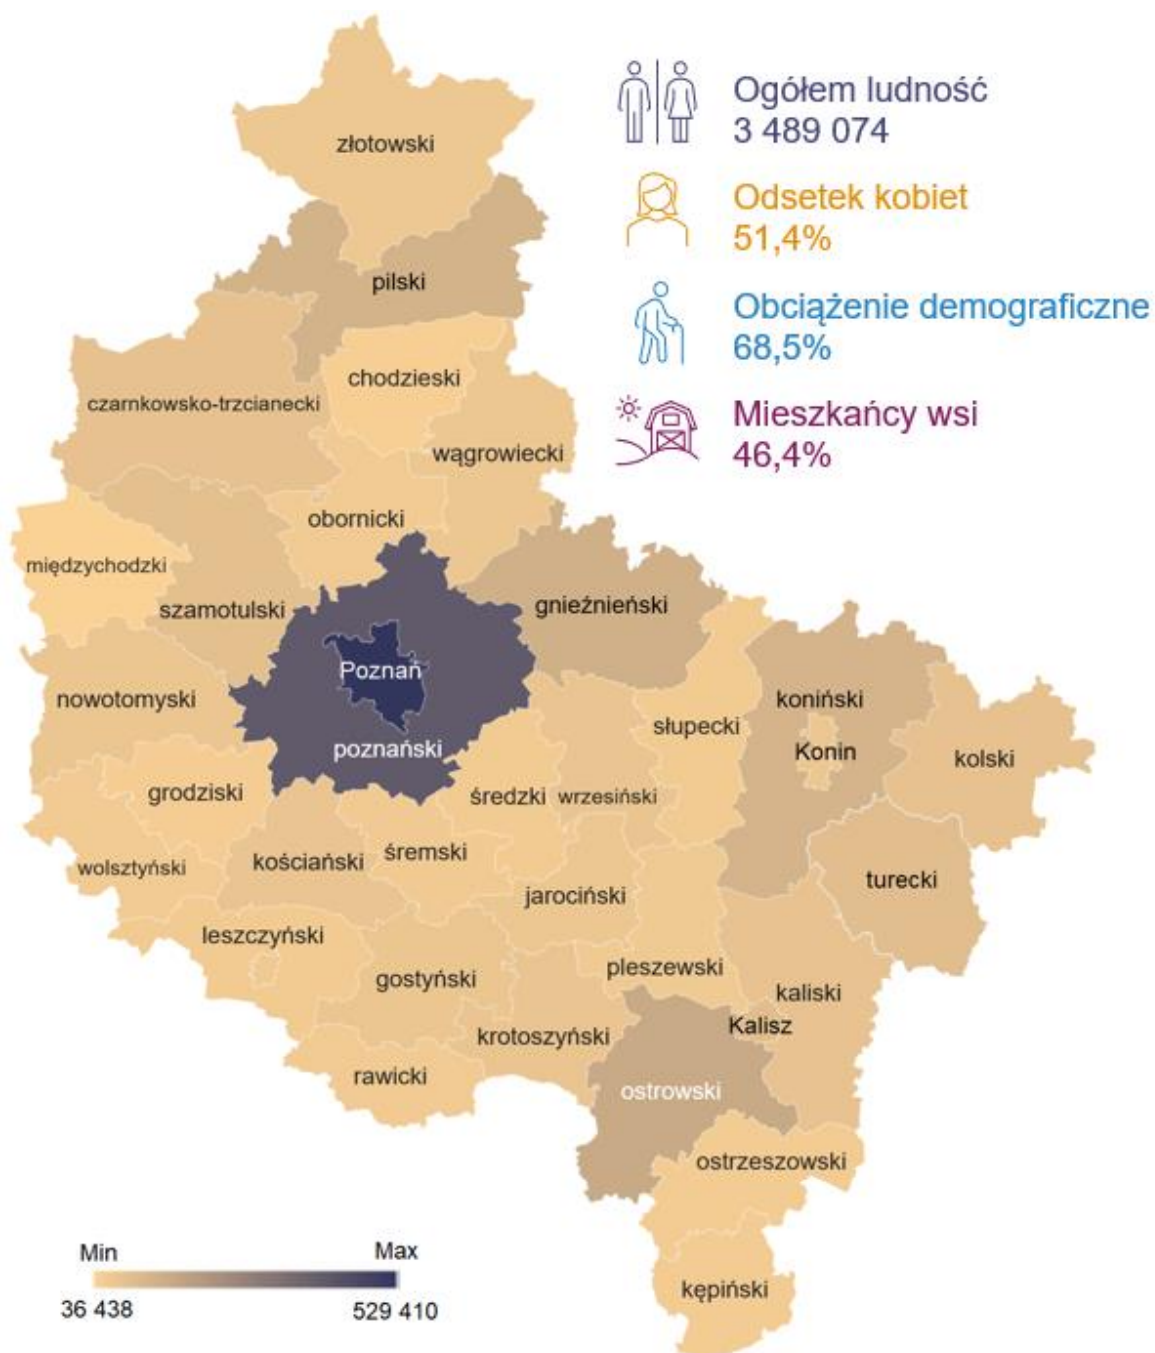 Ogółem ludność
3 489 074
Odsetek kobiet
51,4%
Obciążenie demograficzne
68,5%
Mieszkańcy wsi
46,4%
złotowski
pilski
chodzieski
czarnkowsko-trzcianecki
wągrowiecki
obornicki
międzychodzki
szamotulski
gnieźnieński
Poznań
nowotomyski
koniński
słupecki
poznański
Konin
kolski
grodziski
średzki
wrzesiński
śremski
kościański
wolsztyński
turecki
jarociński
leszczyński
pleszewski
gostyński
kaliski
Kalisz
krotoszyński
rawicki
ostrowski
ostrzeszowski
kępiński
Min
Max
36 438
529 410